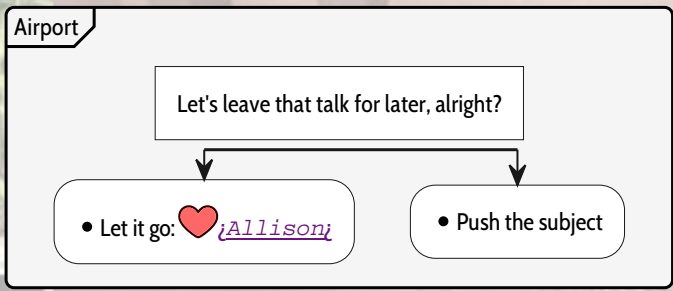 Airport
Let's leave that talk for later, alright?
• Let it go: ❤¡Allison¡
• Push the subject